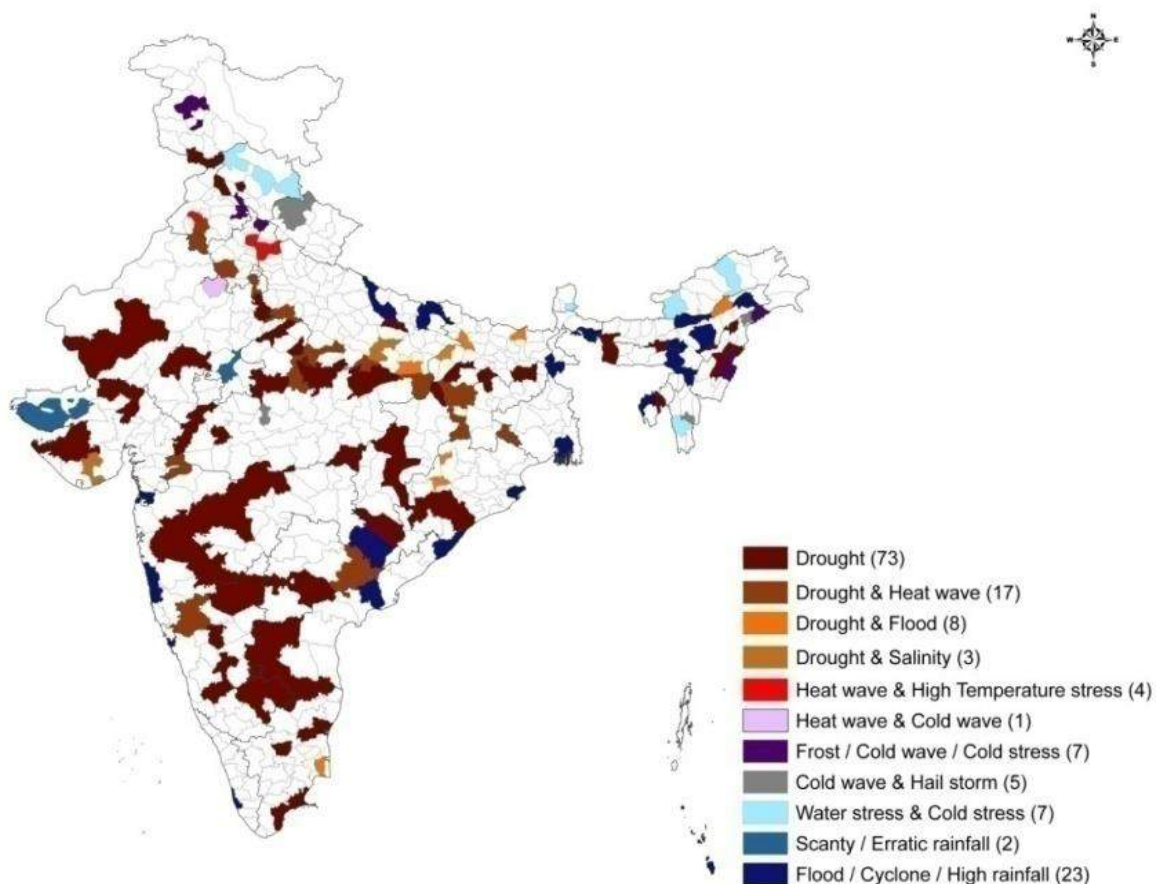 N
W E
S
Drought (73)
Drought & Heat wave (17)
Drought & Flood (8)
Drought & Salinity (3)
Heat wave & High Temperature stress (4)
Heat wave & Cold wave (1)
Frost / Cold wave / Cold stress (7)
Cold wave & Hail storm (5)
Water stress & Cold stress (7)
Scanty / Erratic rainfall (2)
Flood / Cyclone / High rainfall (23)